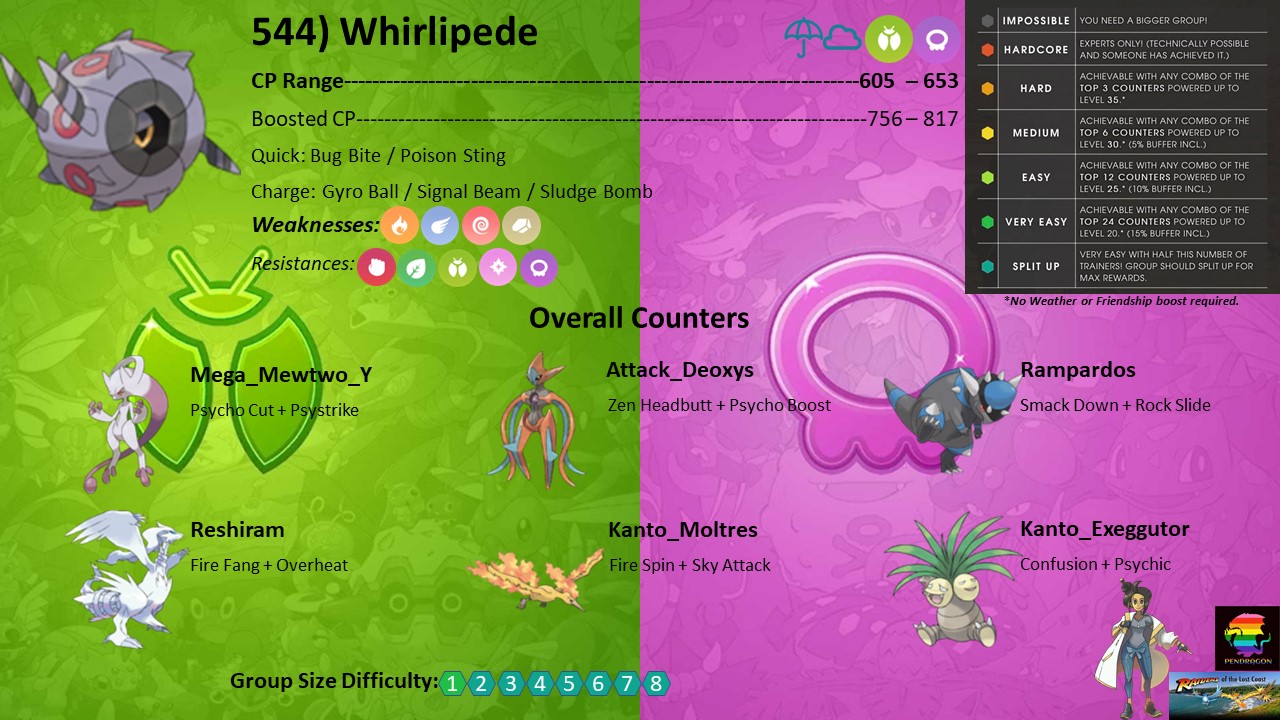 544) Whirlipede
CP Range------------------------------------------------------------------------605 – 653
Boosted CP-----------------------------------------------------------------------756 – 817
Quick: Bug Bite / Poison Sting
Charge: Gyro Ball / Signal Beam / Sludge Bomb
Weaknesses:
Resistances:
IMPOSSIBLE YOU NEED A BIGGER GROUP!
HARDCORE EXPERTS ONLY! (TECHNICALLY POSSIBLE
AND SOMEONE HAS ACHIEVED IT.)
HARD ACHIEVABLE WITH ANY COMBO OF THE
TOP 3 COUNTERS POWERED UP TO
LEVEL 35.*
MEDIUM ACHIEVABLE WITH ANY COMBO OF THE
TOP 6 COUNTERS POWERED UP TO
LEVEL 30.* (5% BUFFER INCL.)
EASY ACHIEVABLE WITH ANY COMBO OF THE
TOP 12 COUNTERS POWERED UP TO
LEVEL 25.* (10% BUFFER INCL.)
VERY EASY ACHIEVABLE WITH ANY COMBO OF THE
TOP 24 COUNTERS POWERED UP TO
LEVEL 20.* (15% BUFFER INCL.)
SPLIT UP VERY EASY WITH HALF THIS NUMBER OF
TRAINERS! GROUP SHOULD SPLIT UP FOR
MAX REWARDS.
*No Weather or Friendship boost required.
Overall Counters
Mega_Mewtwo_Y
Psycho Cut + Psystrike
Attack_Deoxys
Zen Headbutt + Psycho Boost
Rampardos
Smack Down + Rock Slide
Reshiram
Fire Fang + Overheat
Kanto_Moltres
Fire Spin + Sky Attack
Kanto_Exeggutor
Confusion + Psychic
Group Size Difficulty: 1 2 3 4 5 6 7 8
PENDRAGON
RAIDERS of the Lost Coast